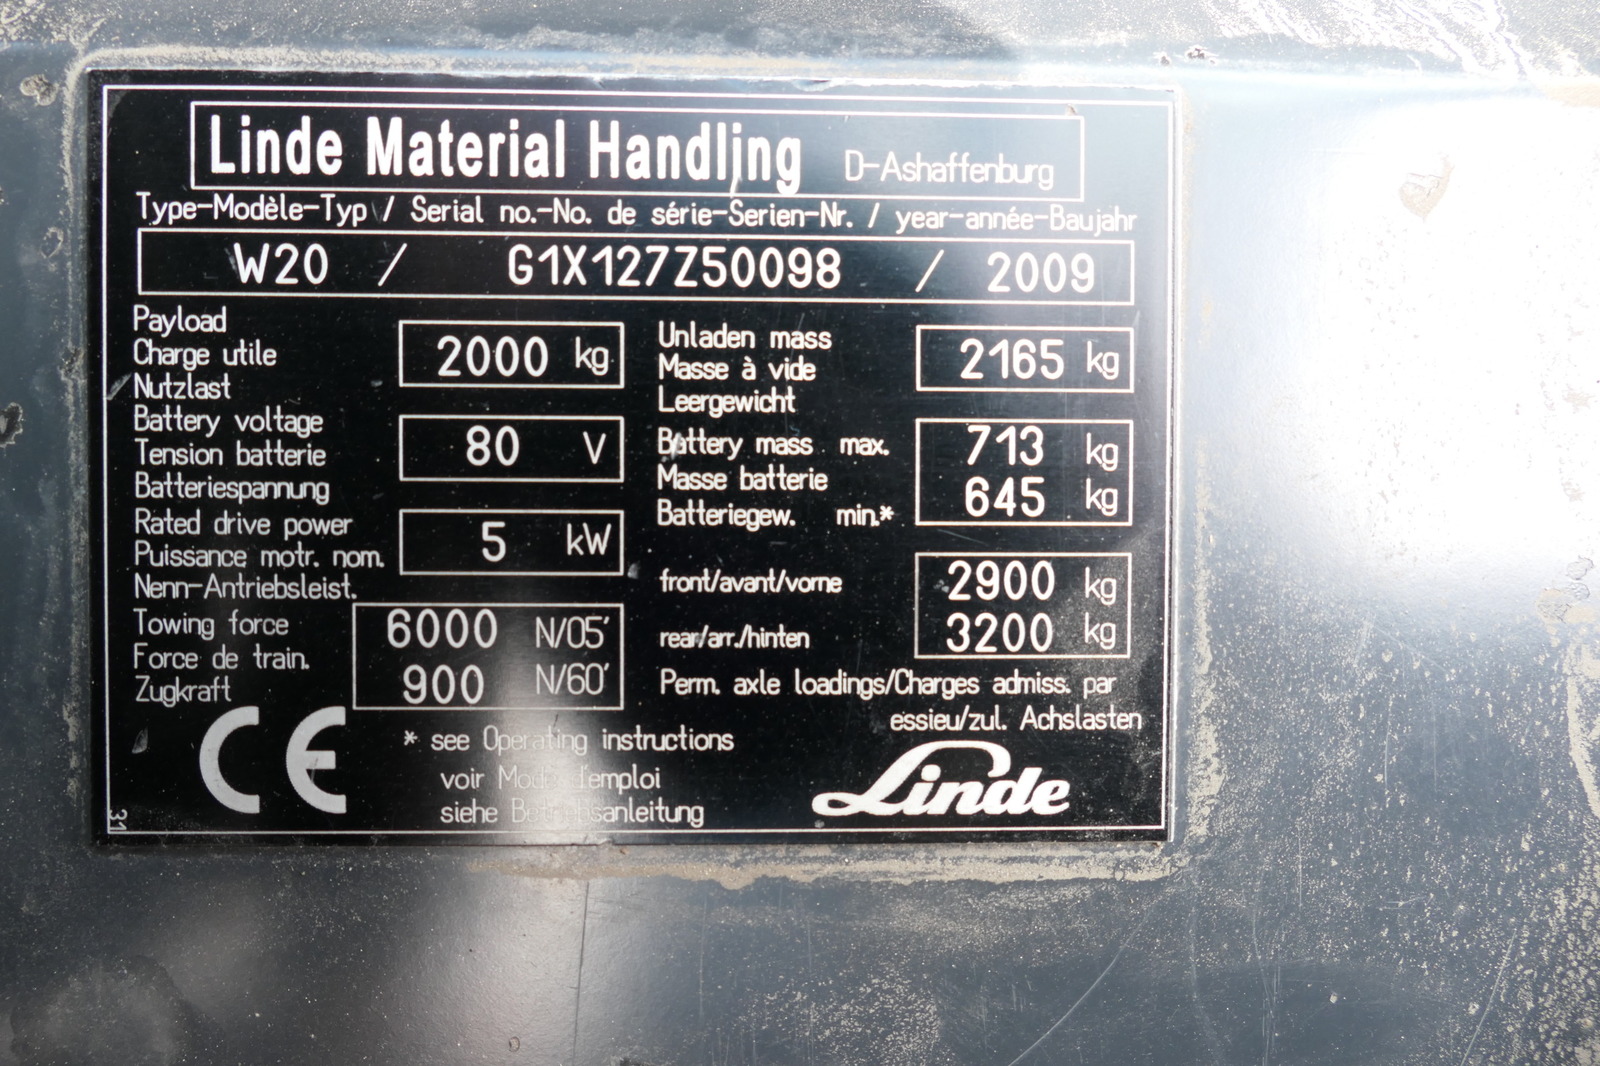 Linde Material Handling D-Ashaffenburg
Type-Modèle-Typ / Serial no.-No. de série-Serien-Nr. / year-année-Baujahr
W20 / G1X127Z50098 / 2009
Payload
Charge utile
Nutzlast
2000 kg
Battery voltage
Tension batterie
Batteriespannung
80 V
Rated drive power
Puissance motr. nom.
Nenn-Antriebsleist.
5 kW
Towing force
Force de train.
Zugkraft
6000 N/05'
900 N/60'
Unladen mass
Masse à vide
Leergewicht
2165 kg
Battery mass max.
Masse batterie
Batteriegew. min.*
713 kg
645 kg
front/avant/vorne
2900 kg
rear/arr./hinten
3200 kg
Perm. axle loadings/Charges admiss. par
essieu/zul. Achslasten
CE
* see Operating instructions
voir Mode d'emploi
siehe Betriebsanleitung
Linde
31